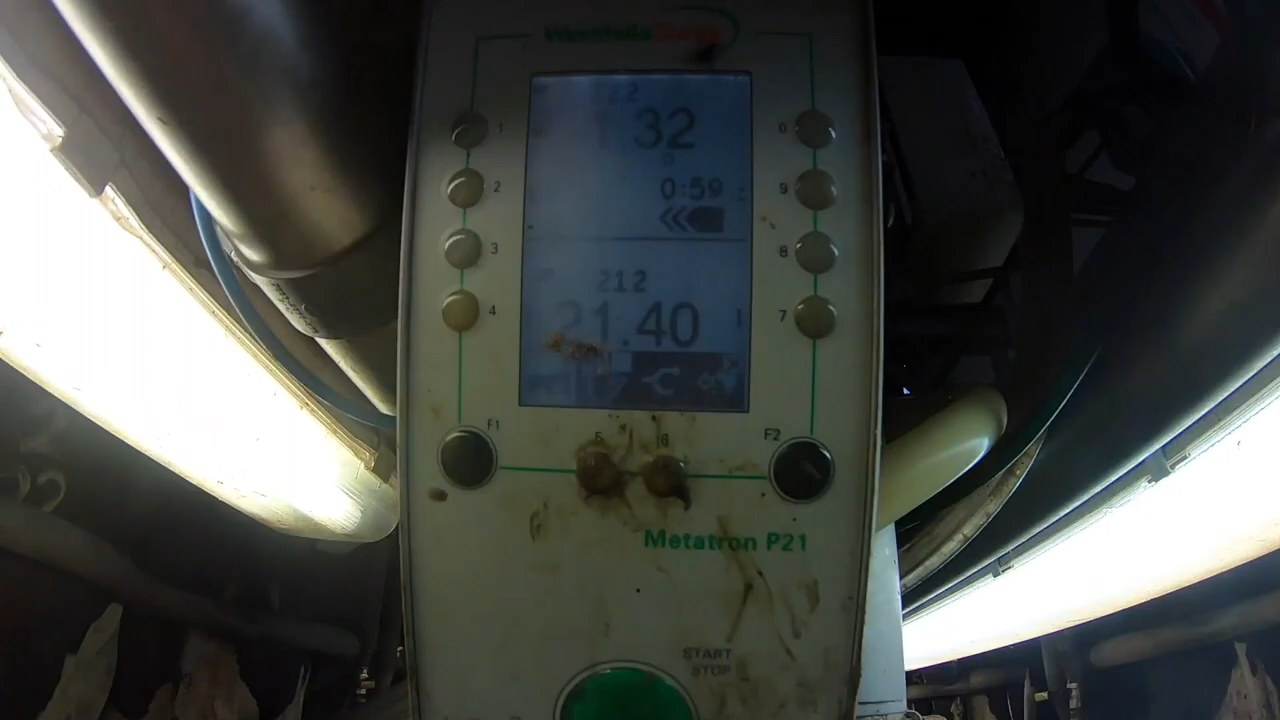 WestfaliaSurge
32
1 0
0:59
2 9
3 8
212
4 21.40 7
F1 5 6 F2
Metatron P21
START
STOP